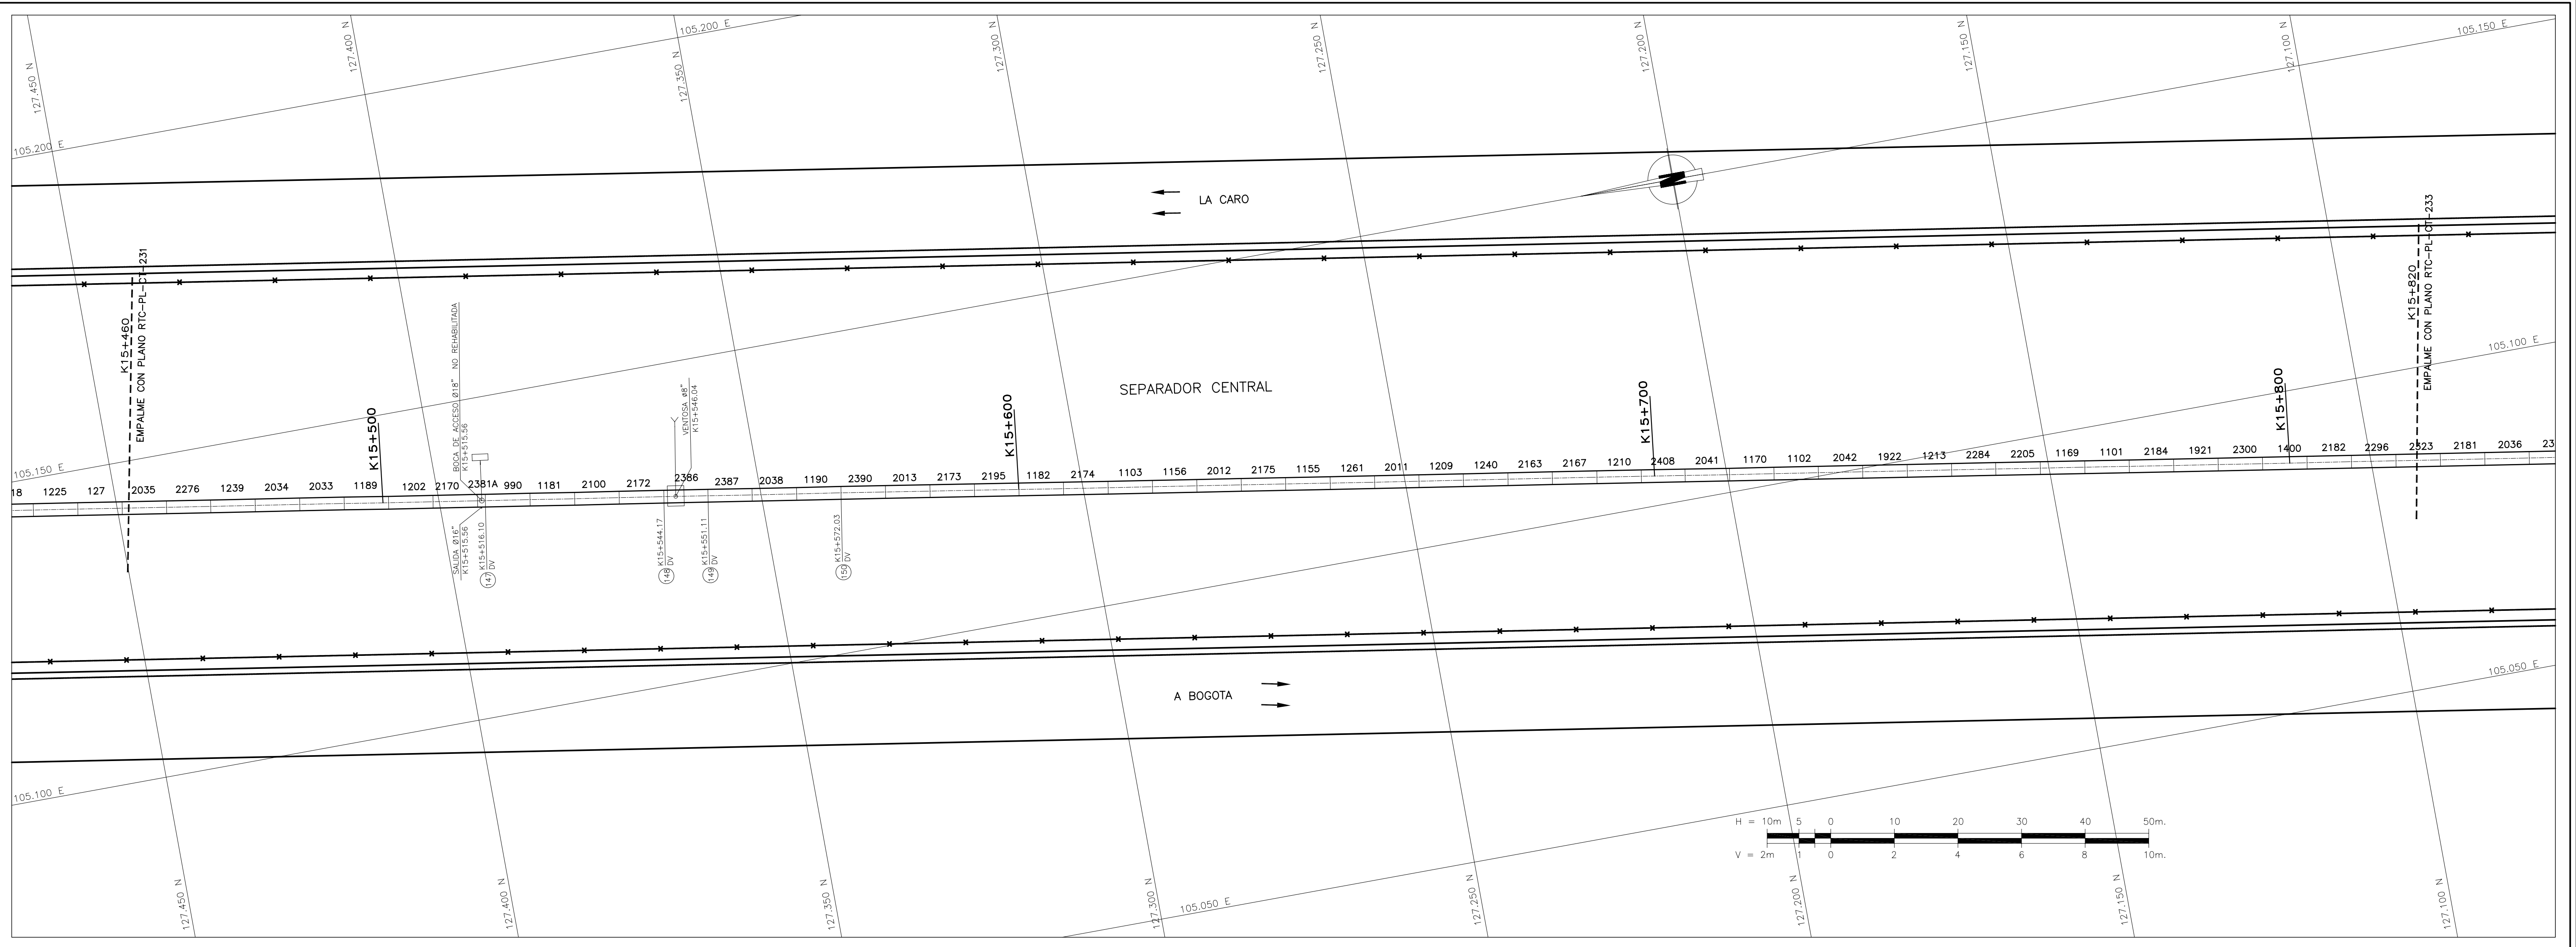 127.450 N
127.400 N
127.350 N
105.200 E
127.300 N
127.250 N
127.200 N
127.150 N
127.100 N
105.150 E
105.200 E
LA CARO
N
K15+460
EMPALME CON PLANO RTC-PL-CT-231
K15+820
EMPALME CON PLANO RTC-PL-CT-233
105.100 E
SEPARADOR CENTRAL
BOCA DE ACCESO Ø18" NO REHABILITADA
K15+515.56
VENTOSA Ø8"
K15+546.04
K15+500
K15+600
K15+700
K15+800
105.150 E
18 1225 127 2035 2276 1239 2034 2033 1189 1202 2170 2381A 990 1181 2100 2172 2386 2387 2038 1190 2390 2013 2173 2195 1182 2174 1103 1156 2012 2175 1155 1261 2011 1209 1240 2163 2167 1210 2408 2041 1170 1102 2042 1922 1213 2284 2205 1169 1101 2184 1921 2300 1400 2182 2296 2323 2181 2036 23
SALIDA Ø16"
K15+515.56
K15+516.10
147 DV
K15+544.17
148 DV
K15+551.11
149 DV
K15+572.03
150 DV
105.050 E
A BOGOTA
105.100 E
H = 10m 5 0 10 20 30 40 50m.
V = 2m 1 0 2 4 6 8 10m.
127.450 N
127.400 N
127.350 N
127.300 N
105.050 E
127.250 N
127.200 N
127.150 N
127.100 N